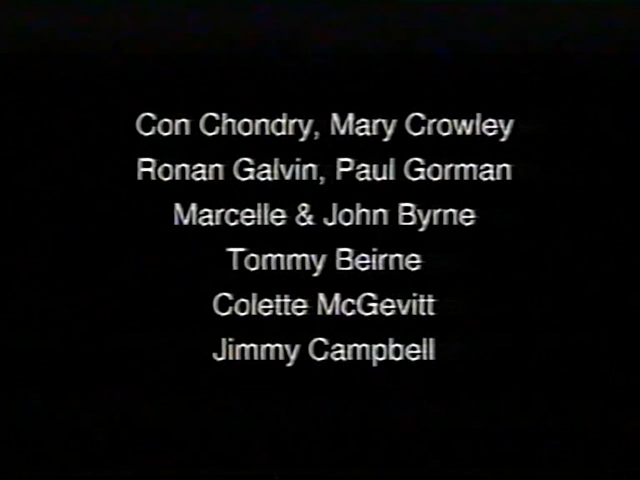 Con Chondry, Mary Crowley
Ronan Galvin, Paul Gorman
Marcelle & John Byrne
Tommy Beirne
Colette McGevitt
Jimmy Campbell